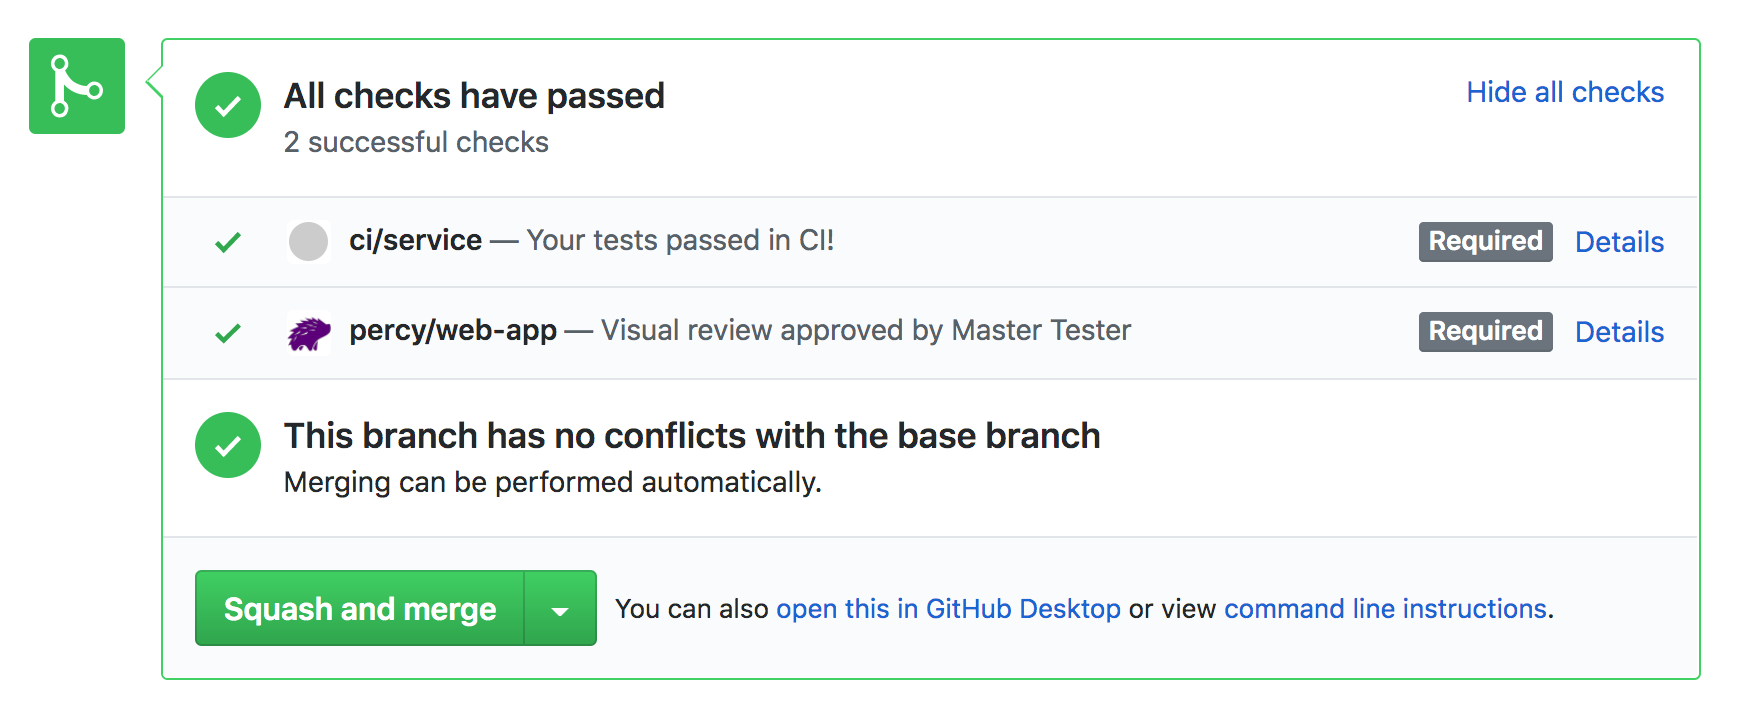 All checks have passed
Hide all checks
2 successful checks
ci/service — Your tests passed in CI!
Required
Details
percy/web-app — Visual review approved by Master Tester
Required
Details
This branch has no conflicts with the base branch
Merging can be performed automatically.
Squash and merge
You can also open this in GitHub Desktop or view command line instructions.